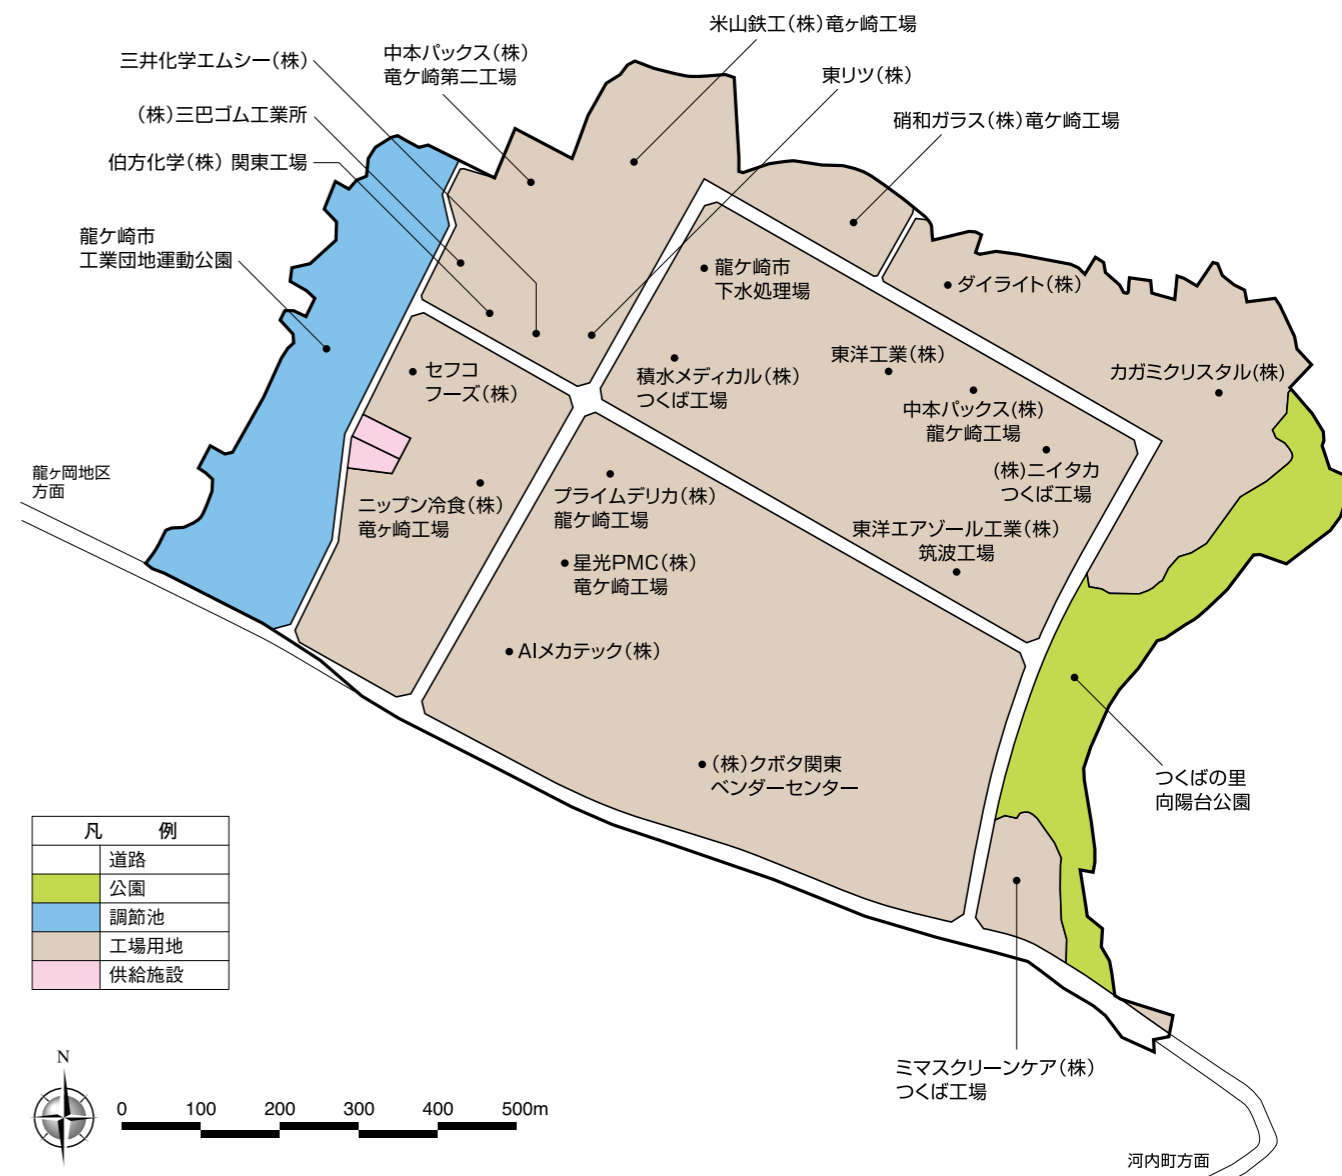 米山鉄工(株)竜ヶ崎工場
中本パックス(株)
竜ケ崎第二工場
三井化学エムシー(株)
東リツ(株)
(株)三巴ゴム工業所
硝和ガラス(株)竜ケ崎工場
伯方化学(株) 関東工場
龍ケ崎市
工業団地運動公園
龍ケ崎市
下水処理場
ダイライト(株)
東洋工業(株)
セフコ
フーズ(株)
積水メディカル(株)
つくば工場
カガミクリスタル(株)
中本パックス(株)
龍ケ崎工場
(株)ニイタカ
つくば工場
龍ヶ岡地区
方面
ニップン冷食(株)
竜ヶ崎工場
プライムデリカ(株)
龍ケ崎工場
東洋エアゾール工業(株)
筑波工場
星光PMC(株)
竜ケ崎工場
AIメカテック(株)
(株)クボタ関東
ベンダーセンター
つくばの里
向陽台公園
凡 例
道路
公園
調節池
工場用地
供給施設
ミマスクリーンケア(株)
つくば工場
N
0 100 200 300 400 500m
河内町方面